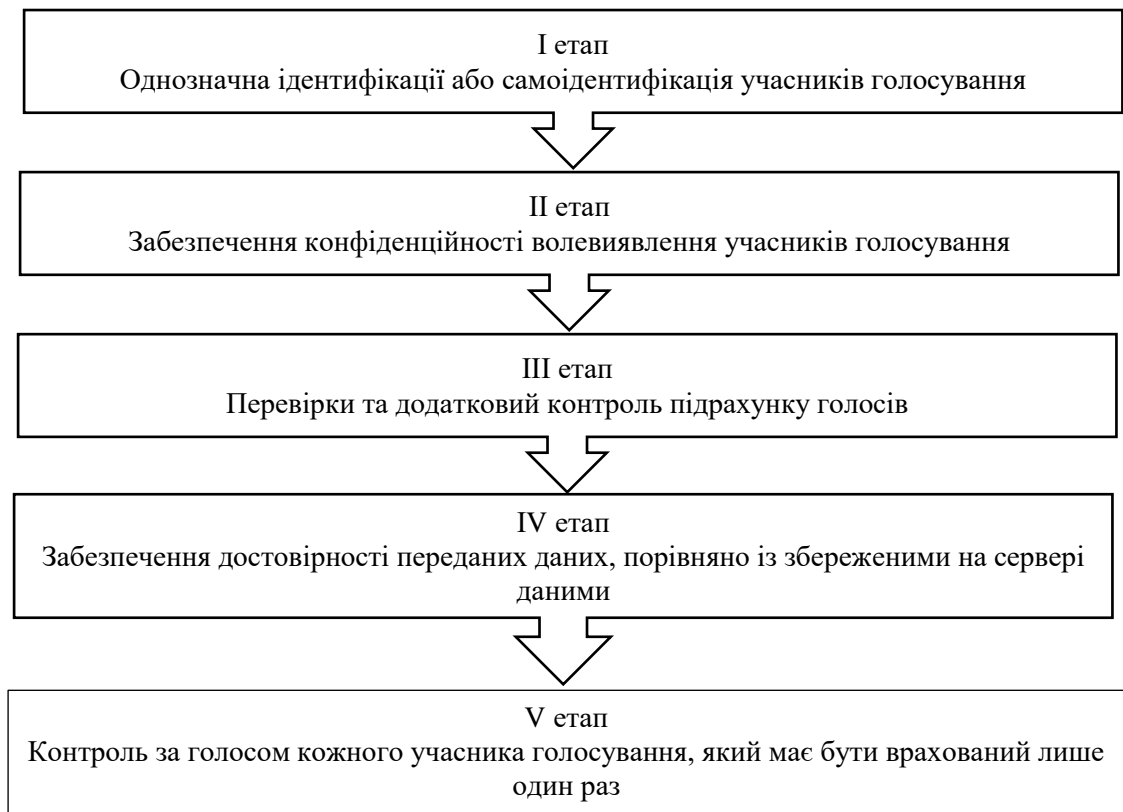 І етап
Однозначна ідентифікації або самоідентифікація учасників голосування
ІІ етап
Забезпечення конфіденційності волевиявлення учасників голосування
ІІІ етап
Перевірки та додатковий контроль підрахунку голосів
IV етап
Забезпечення достовірності переданих даних, порівняно із збереженими на сервері
даними
V етап
Контроль за голосом кожного учасника голосування, який має бути врахований лише
один раз